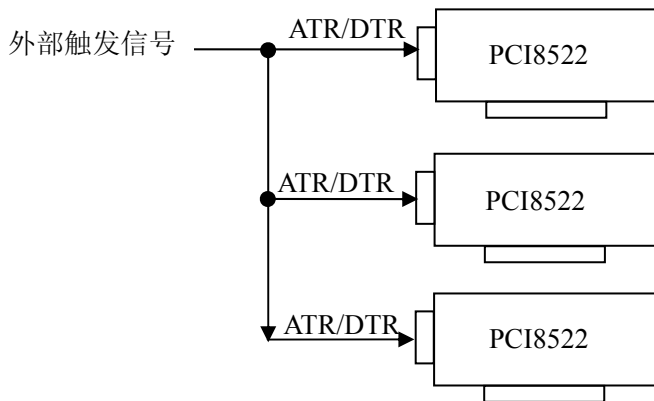 外部触发信号
ATR/DTR
PCI8522
ATR/DTR
PCI8522
ATR/DTR
PCI8522